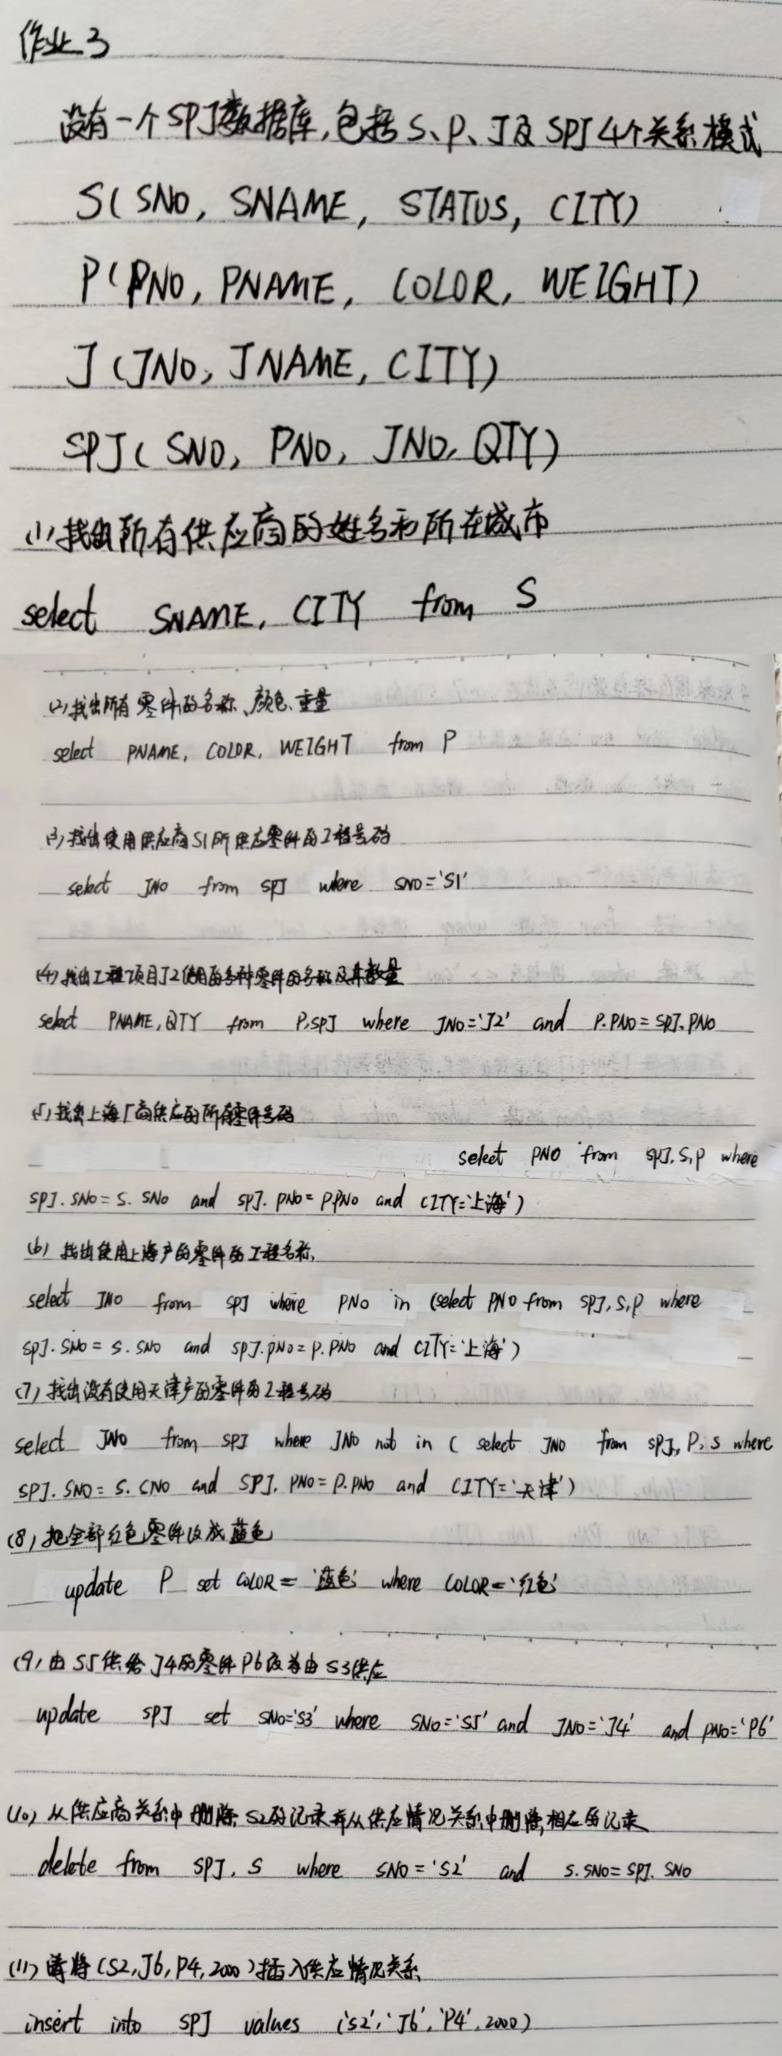 作业3
设有一个SPJ数据库,包括S、P、J及SPJ4个关系模式
S(SNO, SNAME, STATUS, CITY)
P(PNO, PNAME, COLOR, WEIGHT)
J(JNO, JNAME, CITY)
SPJ(SNO, PNO, JNO, QTY)
(1)找出所有供应商的姓名和所在城市
select SNAME, CITY from S
(2)找出所有零件的名称、颜色、重量
select PNAME, COLOR, WEIGHT from P
(3)找出使用供应商S1所供应零件的工程号码
select JNO from SPJ where SNO='S1'
(4)找出工程项目J2使用的各种零件的名称及其数量
select PNAME,QTY from P,SPJ where JNO='J2' and P.PNO=SPJ.PNO
(5)找出上海厂商供应的所有零件号码
select PNO from SPJ,S,P where
SPJ.SNO=S.SNO and SPJ.PNO=P.PNO and CITY='上海')
(6) 找出使用上海产的零件的工程名称.
select JNO from SPJ where PNO in (select PNO from SPJ,S,P where
SPJ.SNO=S.SNO and SPJ.PNO=P.PNO and CITY='上海')
(7)找出没有使用天津产的零件的工程号码
select JNO from SPJ where JNO not in ( select JNO from SPJ,P,S where
SPJ.SNO=S.CNO and SPJ.PNO=P.PNO and CITY='天津')
(8)把全部红色零件改成蓝色
update P set COLOR='蓝色' where COLOR='红色'
(9)由S5供给J4的零件P6改为由S3供应
update SPJ set SNO='S3' where SNO='S5' and JNO='J4' and PNO='P6'
(10)从供应商关系中删除S2的记录并从供应情况关系中删除相应的记录
delete from SPJ,S where SNO='S2' and S.SNO=SPJ.SNO
(11)请将(S2,J6,P4,2000)插入供应情况关系
insert into SPJ values ('S2','J6','P4',2000)